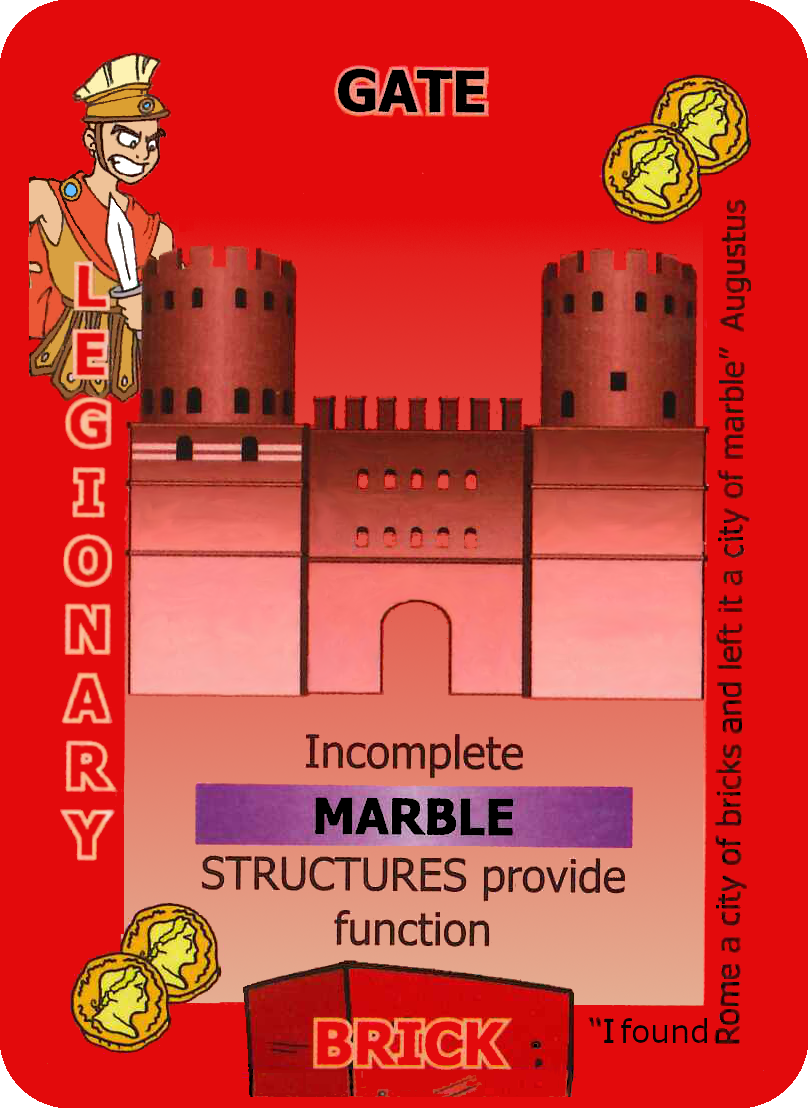 GATE
LEGIONARY
Incomplete
MARBLE
STRUCTURES provide
function
BRICK
“I found
Rome a city of bricks and left it a city of marble” Augustus